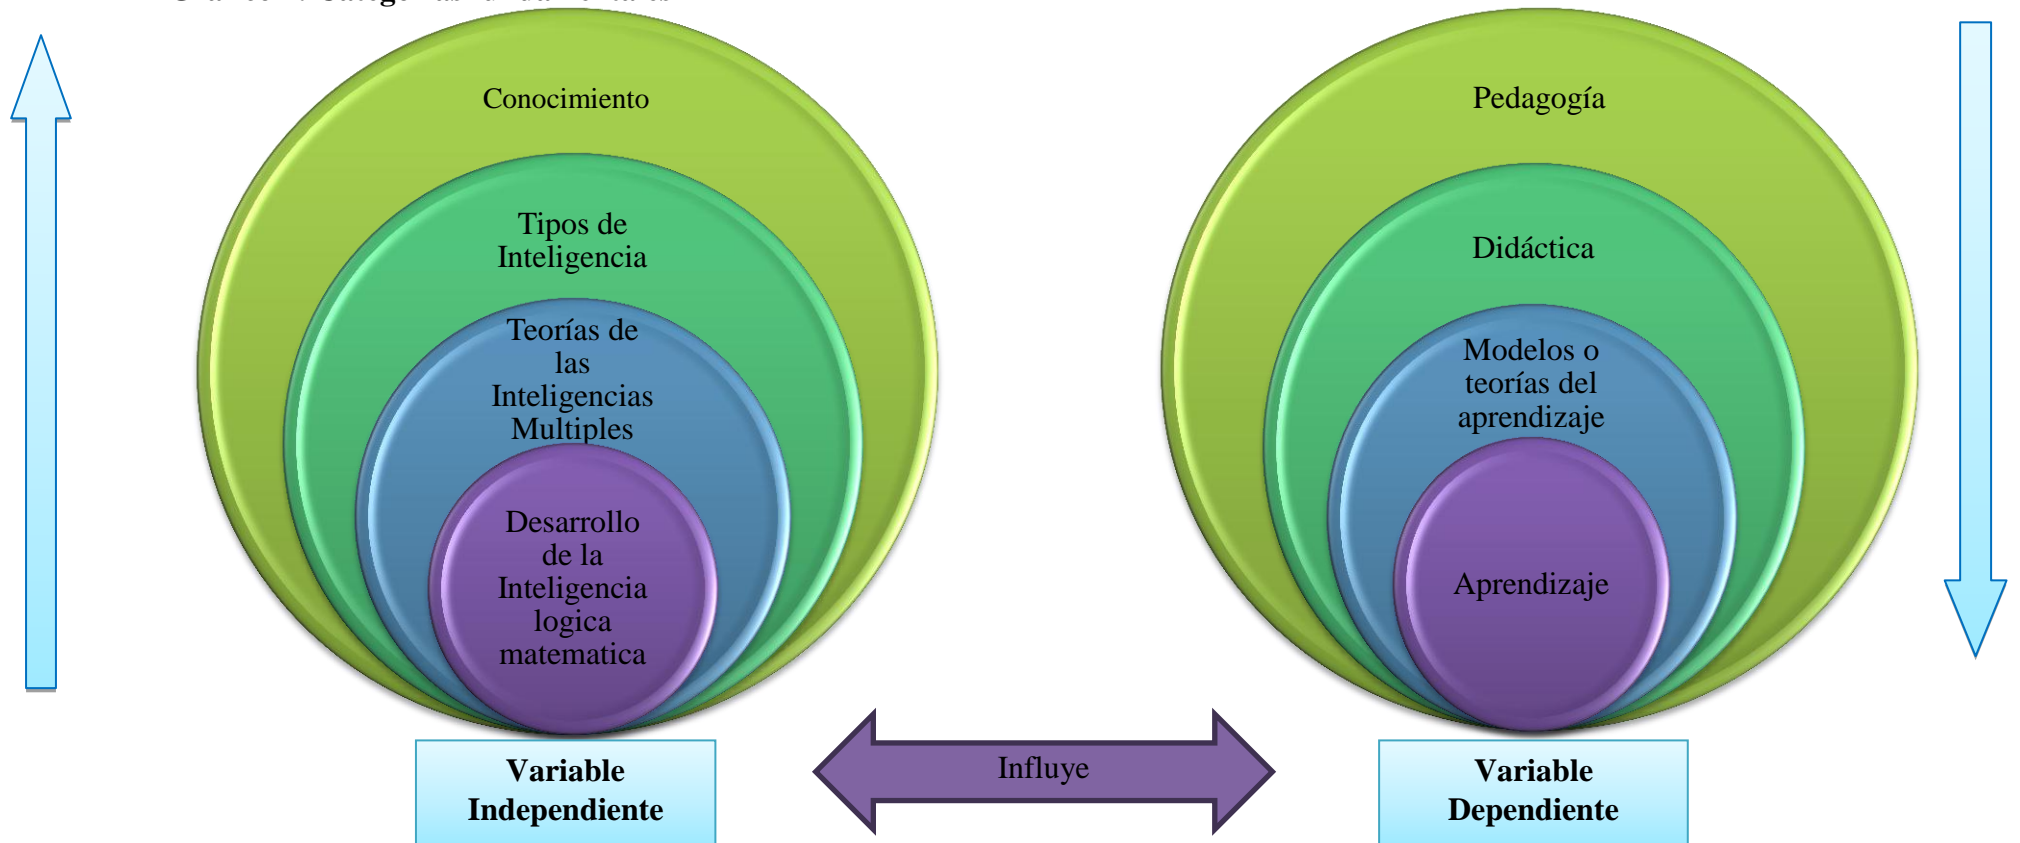 Conocimiento
Tipos de
Inteligencia
Teorías de
las
Inteligencias
Multiples
Desarrollo
de la
Inteligencia
logica
matematica
Variable
Independiente
Influye
Pedagogía
Didáctica
Modelos o
teorías del
aprendizaje
Aprendizaje
Variable
Dependiente